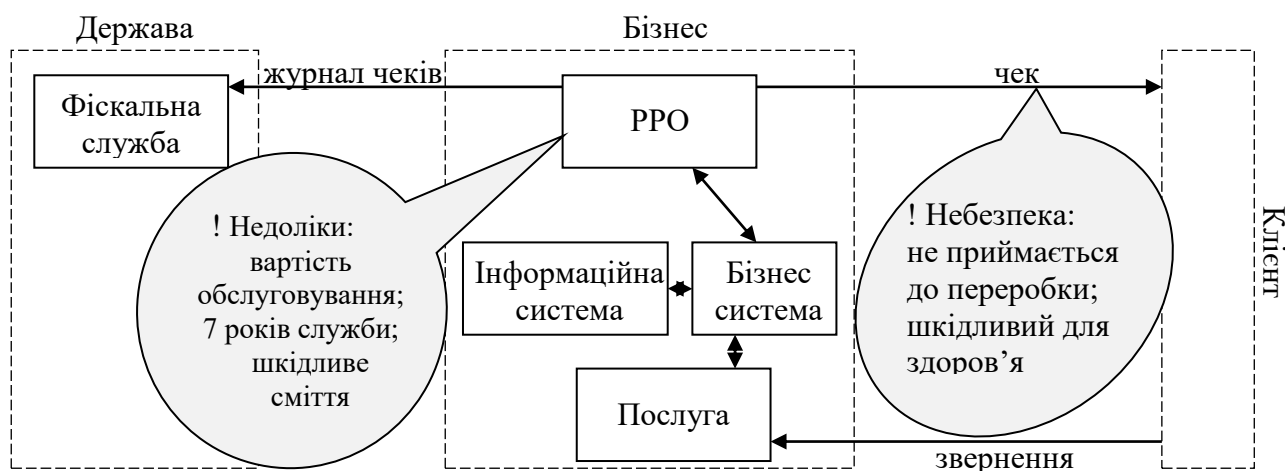 Держава
Бізнес
журнал чеків
чек
Фіскальна
служба
РРО
! Недоліки:
вартість
обслуговування;
7 років служби;
шкідливе
сміття
! Небезпека:
не приймається
до переробки;
шкідливий для
здоров’я
Клієнт
Інформаційна
система
Бізнес
система
Послуга
звернення